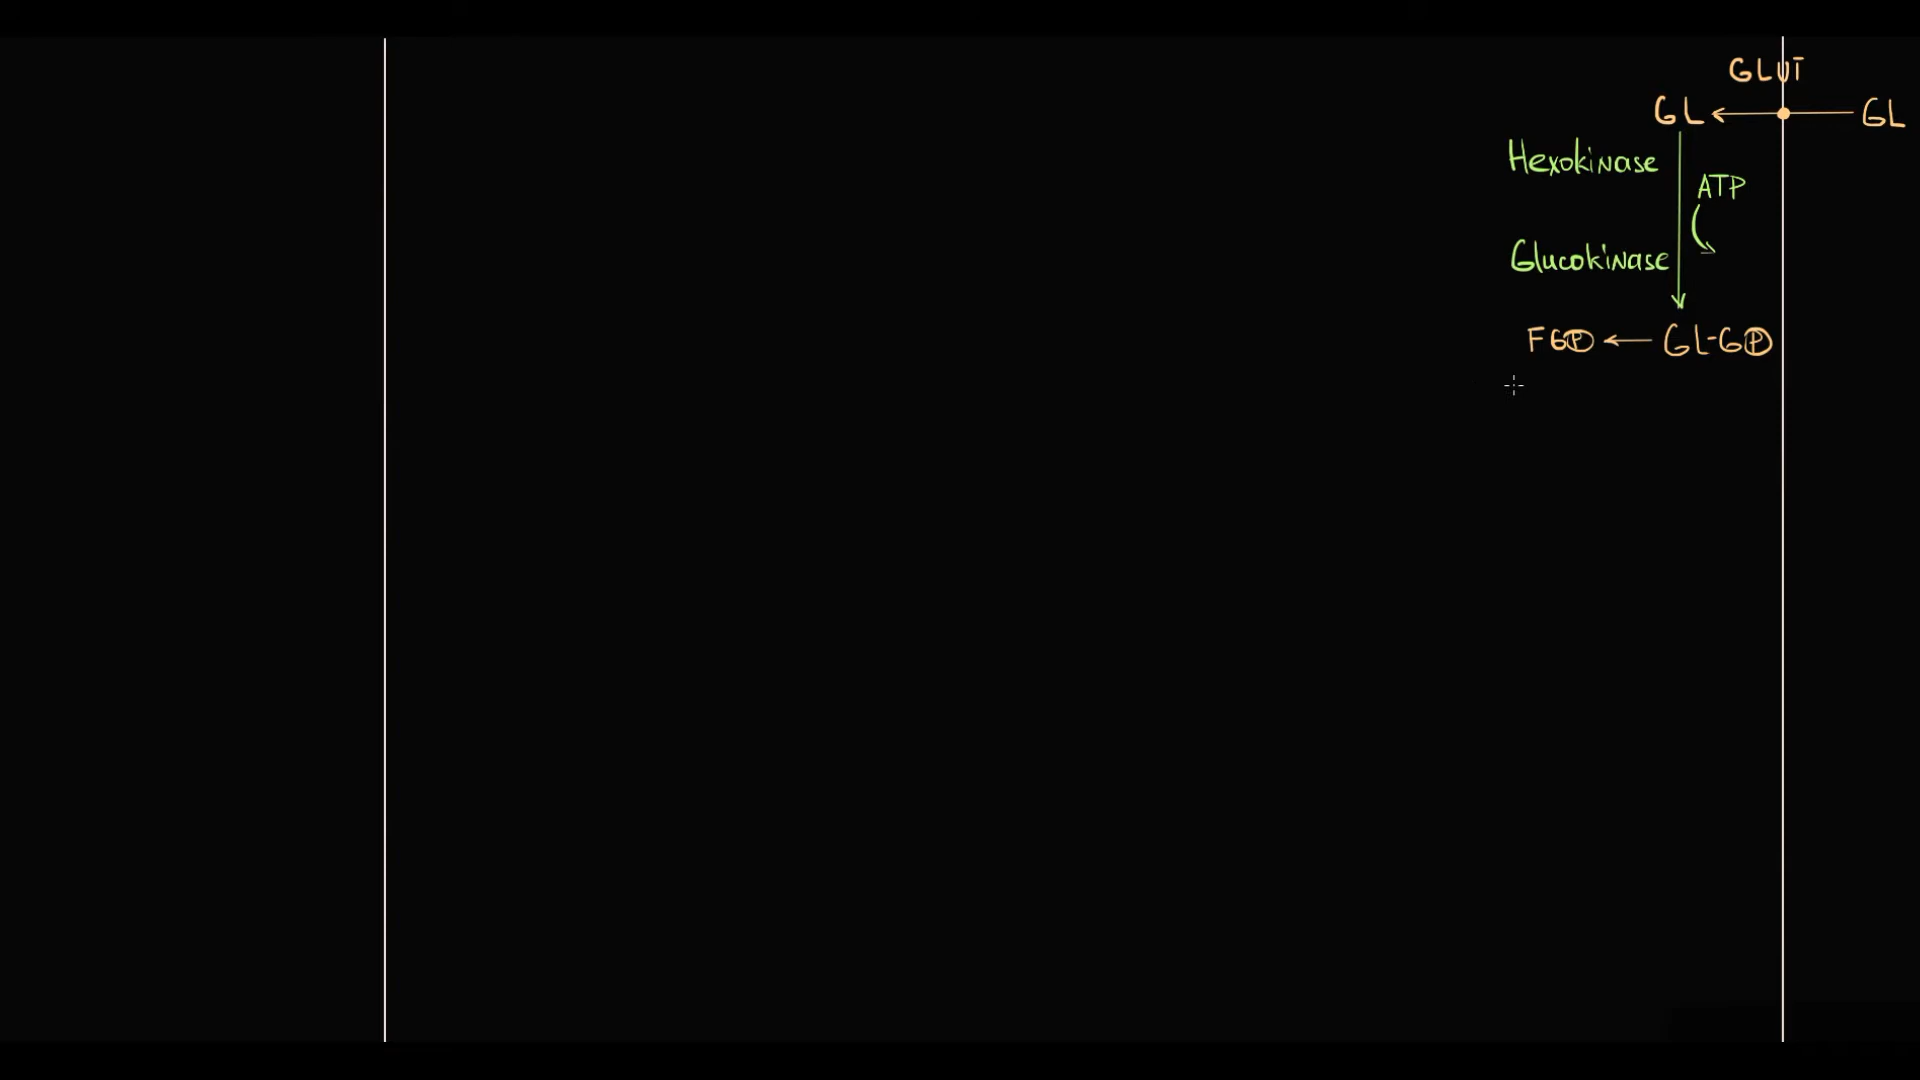 GLUT
GL ← GL
Hexokinase
ATP
Glucokinase
F6Ⓟ ← GL-6Ⓟ